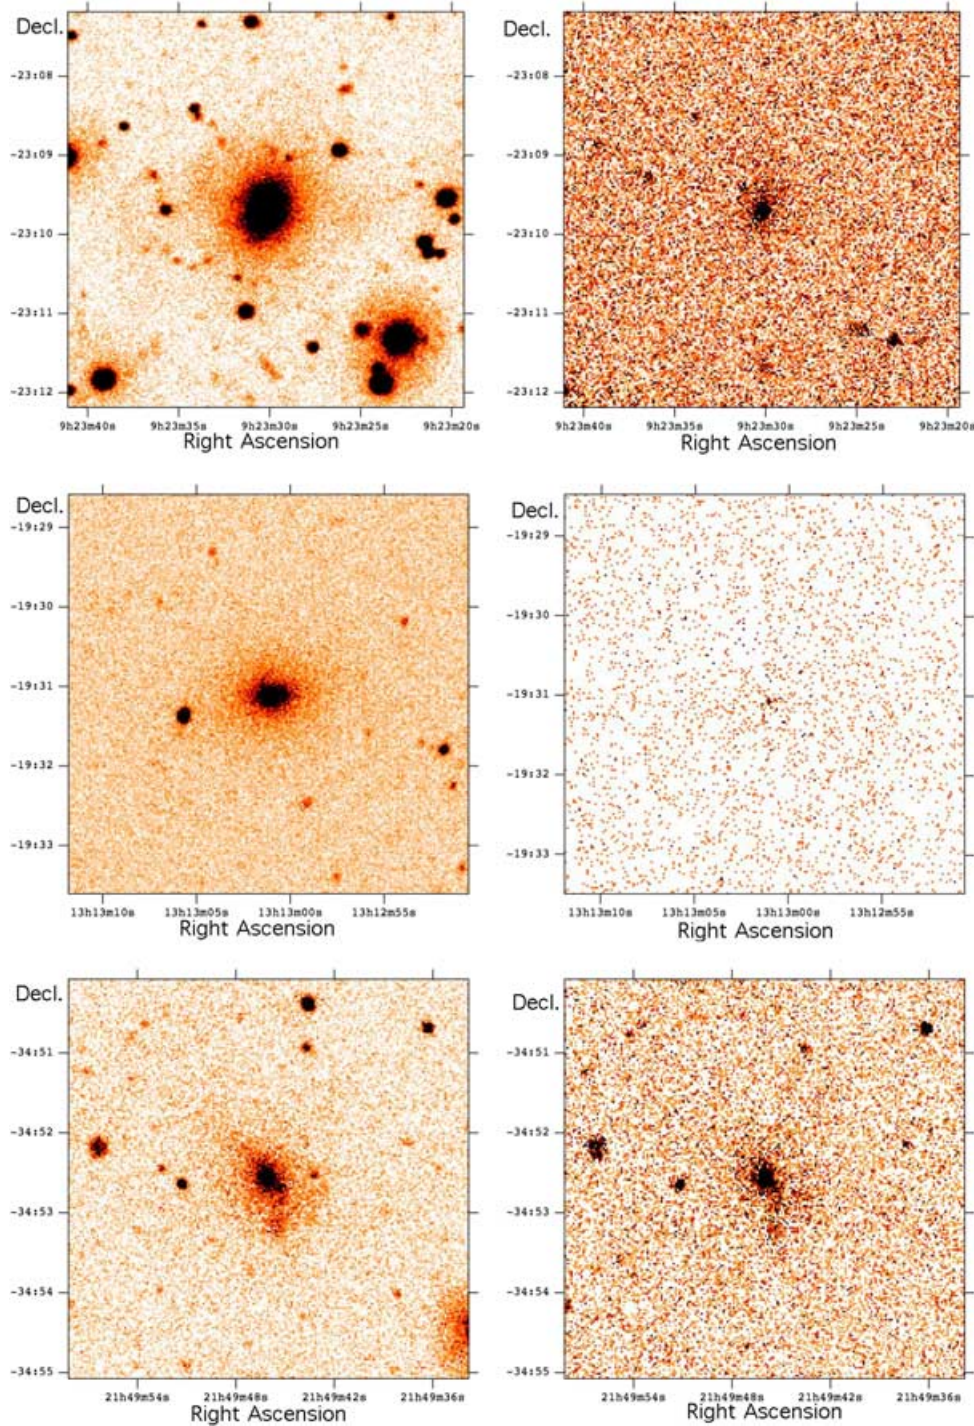 Decl.
-23:08
-23:09
-23:10
-23:11
-23:12
9h23m40s 9h23m35s 9h23m30s 9h23m25s 9h23m20s
Right Ascension
Decl.
-23:08
-23:09
-23:10
-23:11
-23:12
9h23m40s 9h23m35s 9h23m30s 9h23m25s 9h23m20s
Right Ascension
Decl.
-19:29
-19:30
-19:31
-19:32
-19:33
13h13m10s 13h13m05s 13h13m00s 13h12m55s
Right Ascension
Decl.
-19:29
-19:30
-19:31
-19:32
-19:33
13h13m10s 13h13m05s 13h13m00s 13h12m55s
Right Ascension
Decl.
-34:51
-34:52
-34:53
-34:54
-34:55
21h49m54s 21h49m48s 21h49m42s 21h49m36s
Right Ascension
Decl.
-34:51
-34:52
-34:53
-34:54
-34:55
21h49m54s 21h49m48s 21h49m42s 21h49m36s
Right Ascension